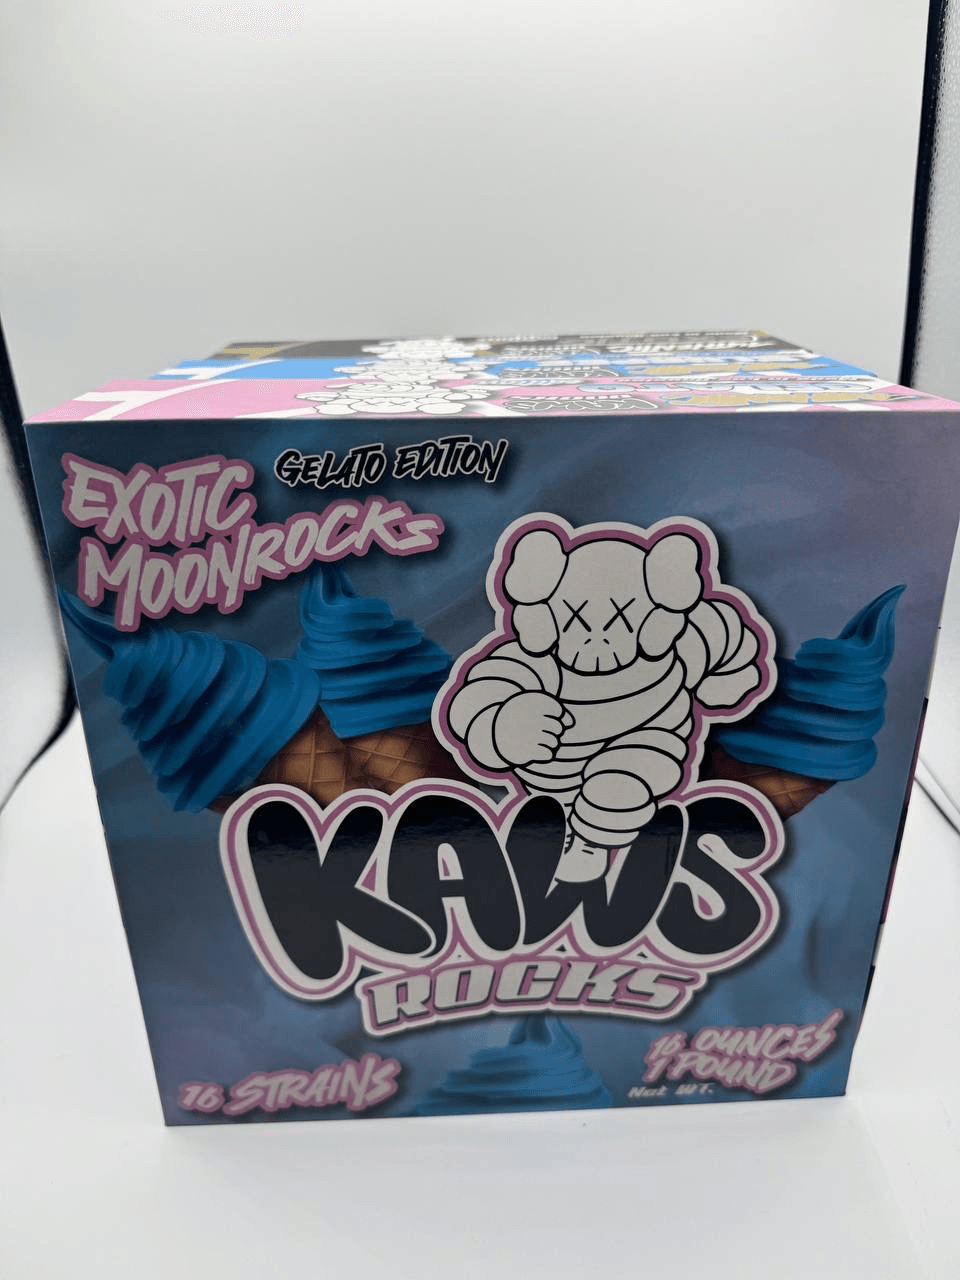 GELATO EDITION
EXOTIC
MOONROCKS
KAWS
ROCKS
16 STRAINS
16 OUNCES
1 POUND
Net WT.